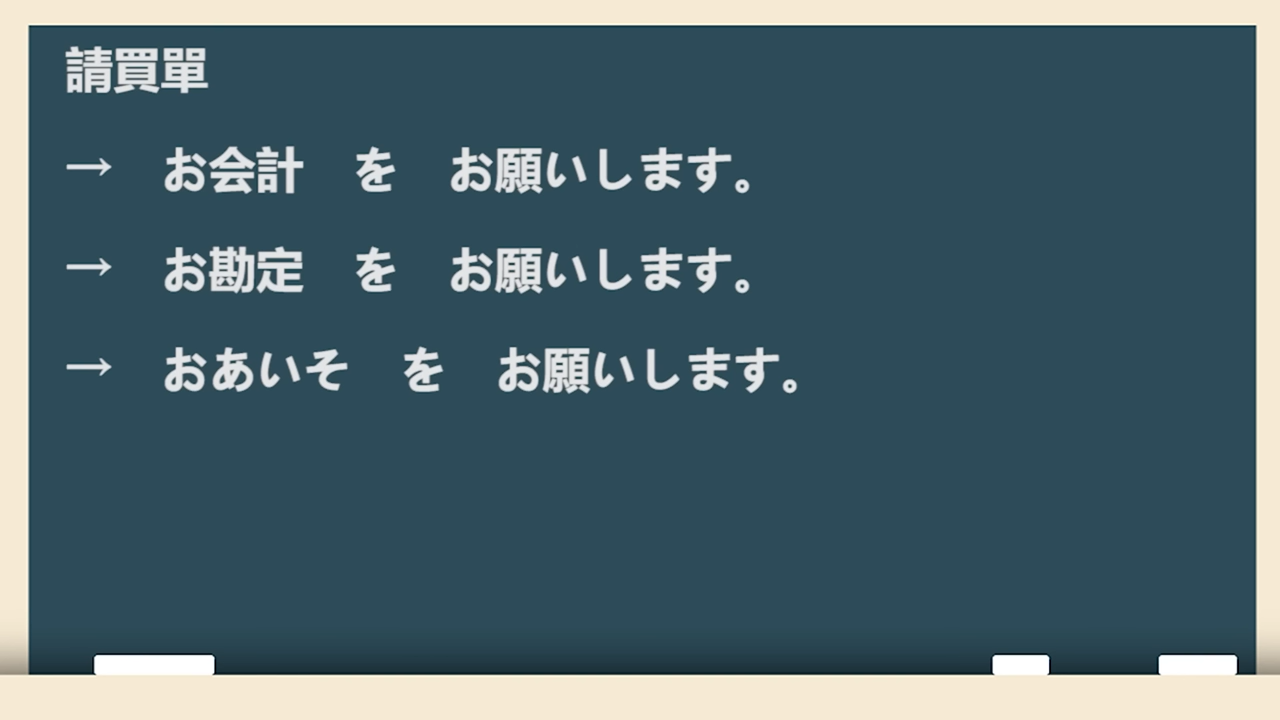 請買單
→　お会計　を　お願いします。
→　お勘定　を　お願いします。
→　おあいそ　を　お願いします。